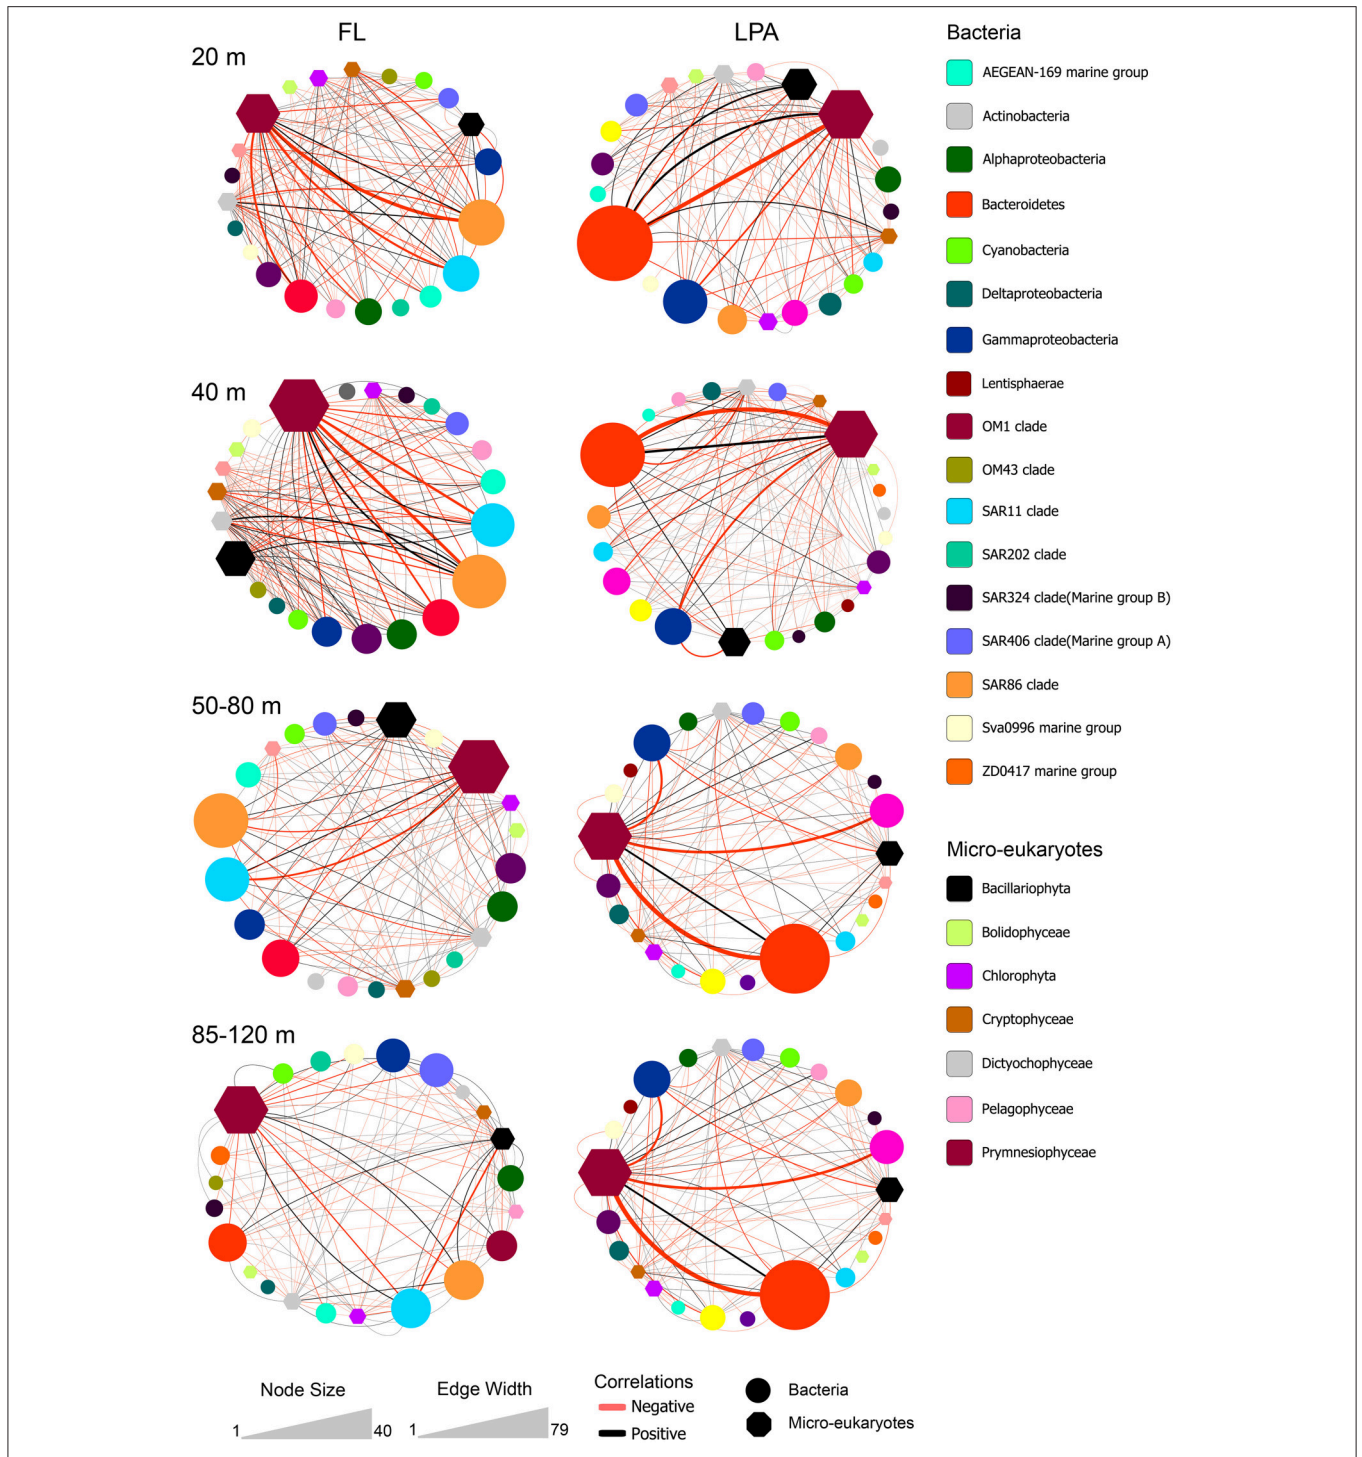 FL
LPA
20 m
40 m
50-80 m
85-120 m
Bacteria
AEGEAN-169 marine group
Actinobacteria
Alphaproteobacteria
Bacteroidetes
Cyanobacteria
Deltaproteobacteria
Gammaproteobacteria
Lentisphaerae
OM1 clade
OM43 clade
SAR11 clade
SAR202 clade
SAR324 clade(Marine group B)
SAR406 clade(Marine group A)
SAR86 clade
Sva0996 marine group
ZD0417 marine group
Micro-eukaryotes
Bacillariophyta
Bolidophyceae
Chlorophyta
Cryptophyceae
Dictyochophyceae
Pelagophyceae
Prymnesiophyceae
Node Size
1 40
Edge Width
1 79
Correlations
Negative
Positive
Bacteria
Micro-eukaryotes